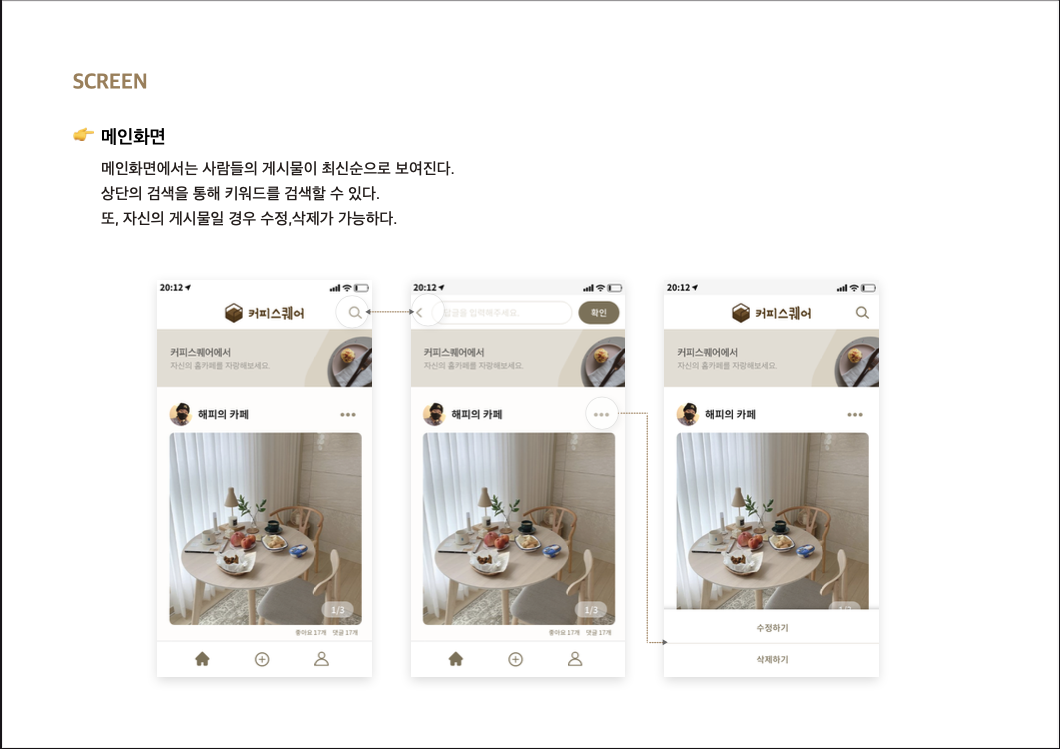 SCREEN
👉 메인화면
메인화면에서는 사람들의 게시물이 최신순으로 보여진다.
상단의 검색을 통해 키워드를 검색할 수 있다.
또, 자신의 게시물일 경우 수정,삭제가 가능하다.
20:12
커피스퀘어
커피스퀘어에서
자신의 홈카페를 자랑해보세요.
해피의 카페
1/3
좋아요 17개 댓글 17개
20:12
댓글을 입력해주세요.
확인
커피스퀘어에서
자신의 홈카페를 자랑해보세요.
해피의 카페
1/3
좋아요 17개 댓글 17개
20:12
커피스퀘어
커피스퀘어에서
자신의 홈카페를 자랑해보세요.
해피의 카페
1/3
수정하기
삭제하기